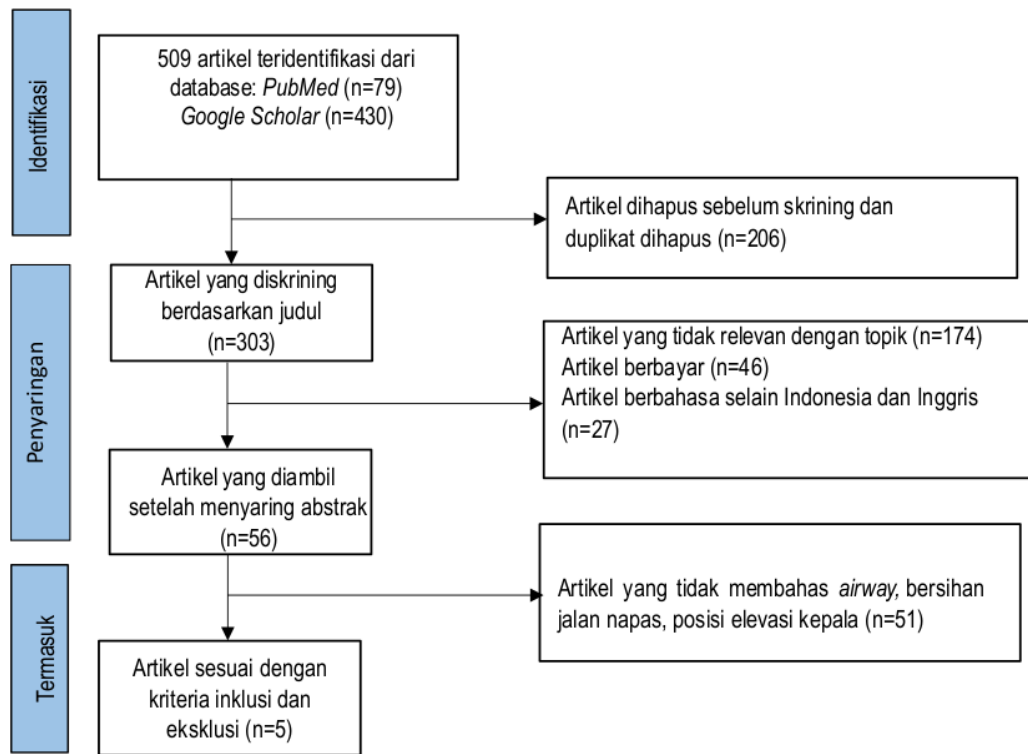 Identifikasi
509 artikel teridentifikasi dari
database: PubMed (n=79)
Google Scholar (n=430)
Artikel dihapus sebelum skrining dan
duplikat dihapus (n=206)
Penyaringan
Artikel yang diskrining
berdasarkan judul
(n=303)
Artikel yang tidak relevan dengan topik (n=174)
Artikel berbayar (n=46)
Artikel berbahasa selain Indonesia dan Inggris
(n=27)
Artikel yang diambil
setelah menyaring abstrak
(n=56)
Termasuk
Artikel yang tidak membahas airway, bersihan
jalan napas, posisi elevasi kepala (n=51)
Artikel sesuai dengan
kriteria inklusi dan
eksklusi (n=5)